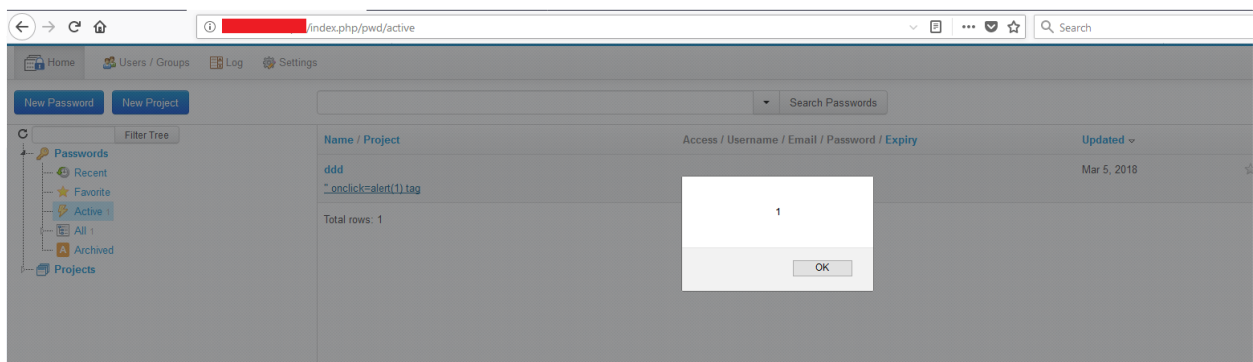 /index.php/pwd/active
Search
Home Users / Groups Log Settings
New Password New Project Search Passwords
Filter Tree
Passwords
Recent
Favorite
Active 1
All 1
Archived
Projects
Name / Project Access / Username / Email / Password / Expiry Updated
ddd Mar 5, 2018
" onclick=alert(1) tag
Total rows: 1
1
OK